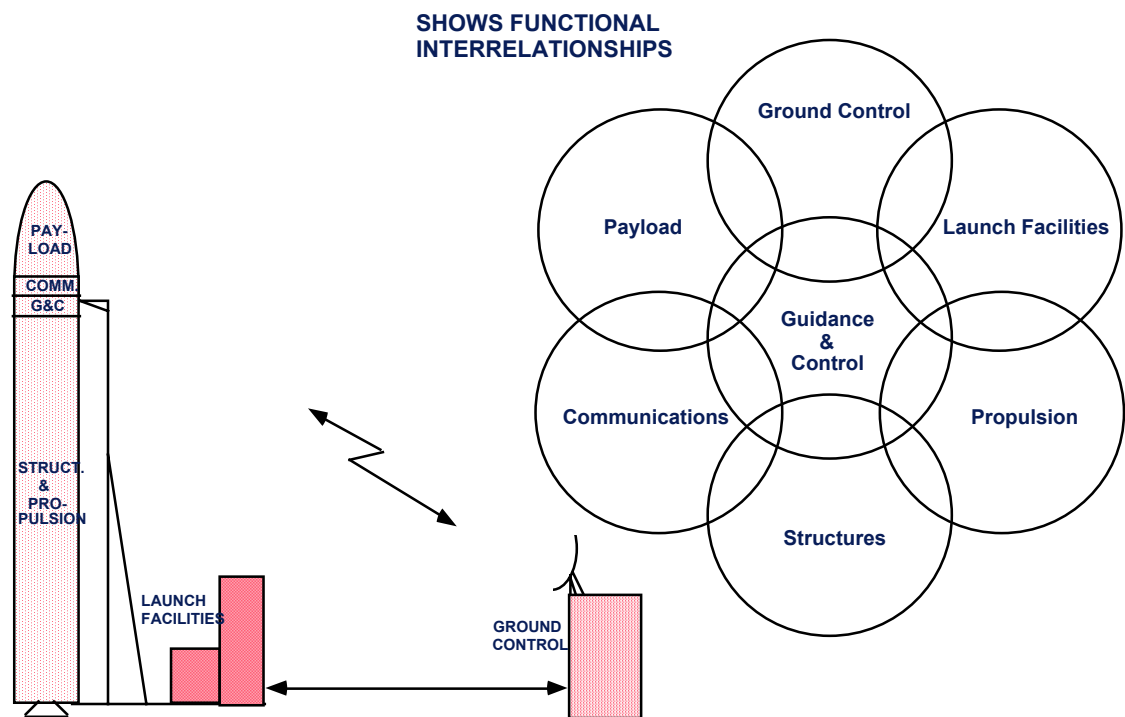 SHOWS FUNCTIONAL
INTERRELATIONSHIPS
Ground Control
Payload
Launch Facilities
Guidance
&
Control
Communications
Propulsion
Structures
PAY-
LOAD
COMM.
G&C
STRUCT.
&
PRO-
PULSION
LAUNCH
FACILITIES
GROUND
CONTROL